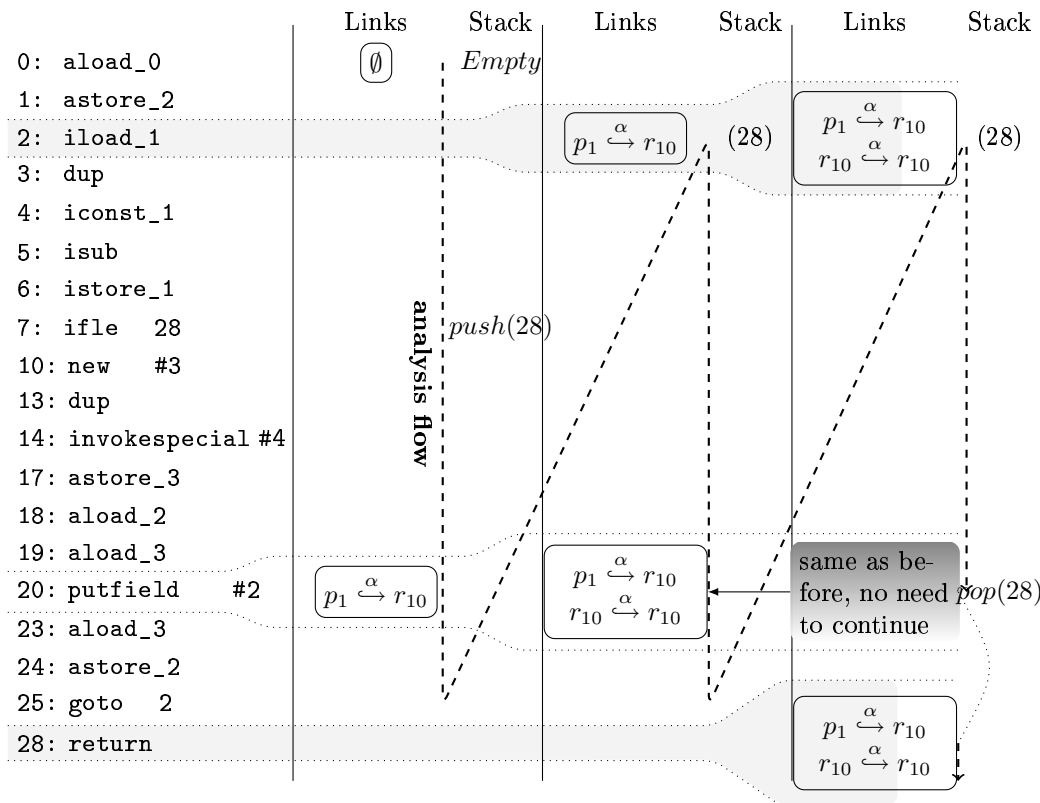 Links Stack Links Stack Links Stack
0: aload_0 ∅ Empty
1: astore_2
p₁ ↪^α r₁₀
2: iload_1 p₁ ↪^α r₁₀ (28) (28)
r₁₀ ↪^α r₁₀
3: dup
4: iconst_1
5: isub
6: istore_1
7: ifle 28 push(28)
analysis flow
10: new #3
13: dup
14: invokespecial #4
17: astore_3
18: aload_2
19: aload_3
same as be-
p₁ ↪^α r₁₀
20: putfield #2 p₁ ↪^α r₁₀ fore, no need pop(28)
r₁₀ ↪^α r₁₀
to continue
23: aload_3
24: astore_2
25: goto 2
p₁ ↪^α r₁₀
28: return
r₁₀ ↪^α r₁₀